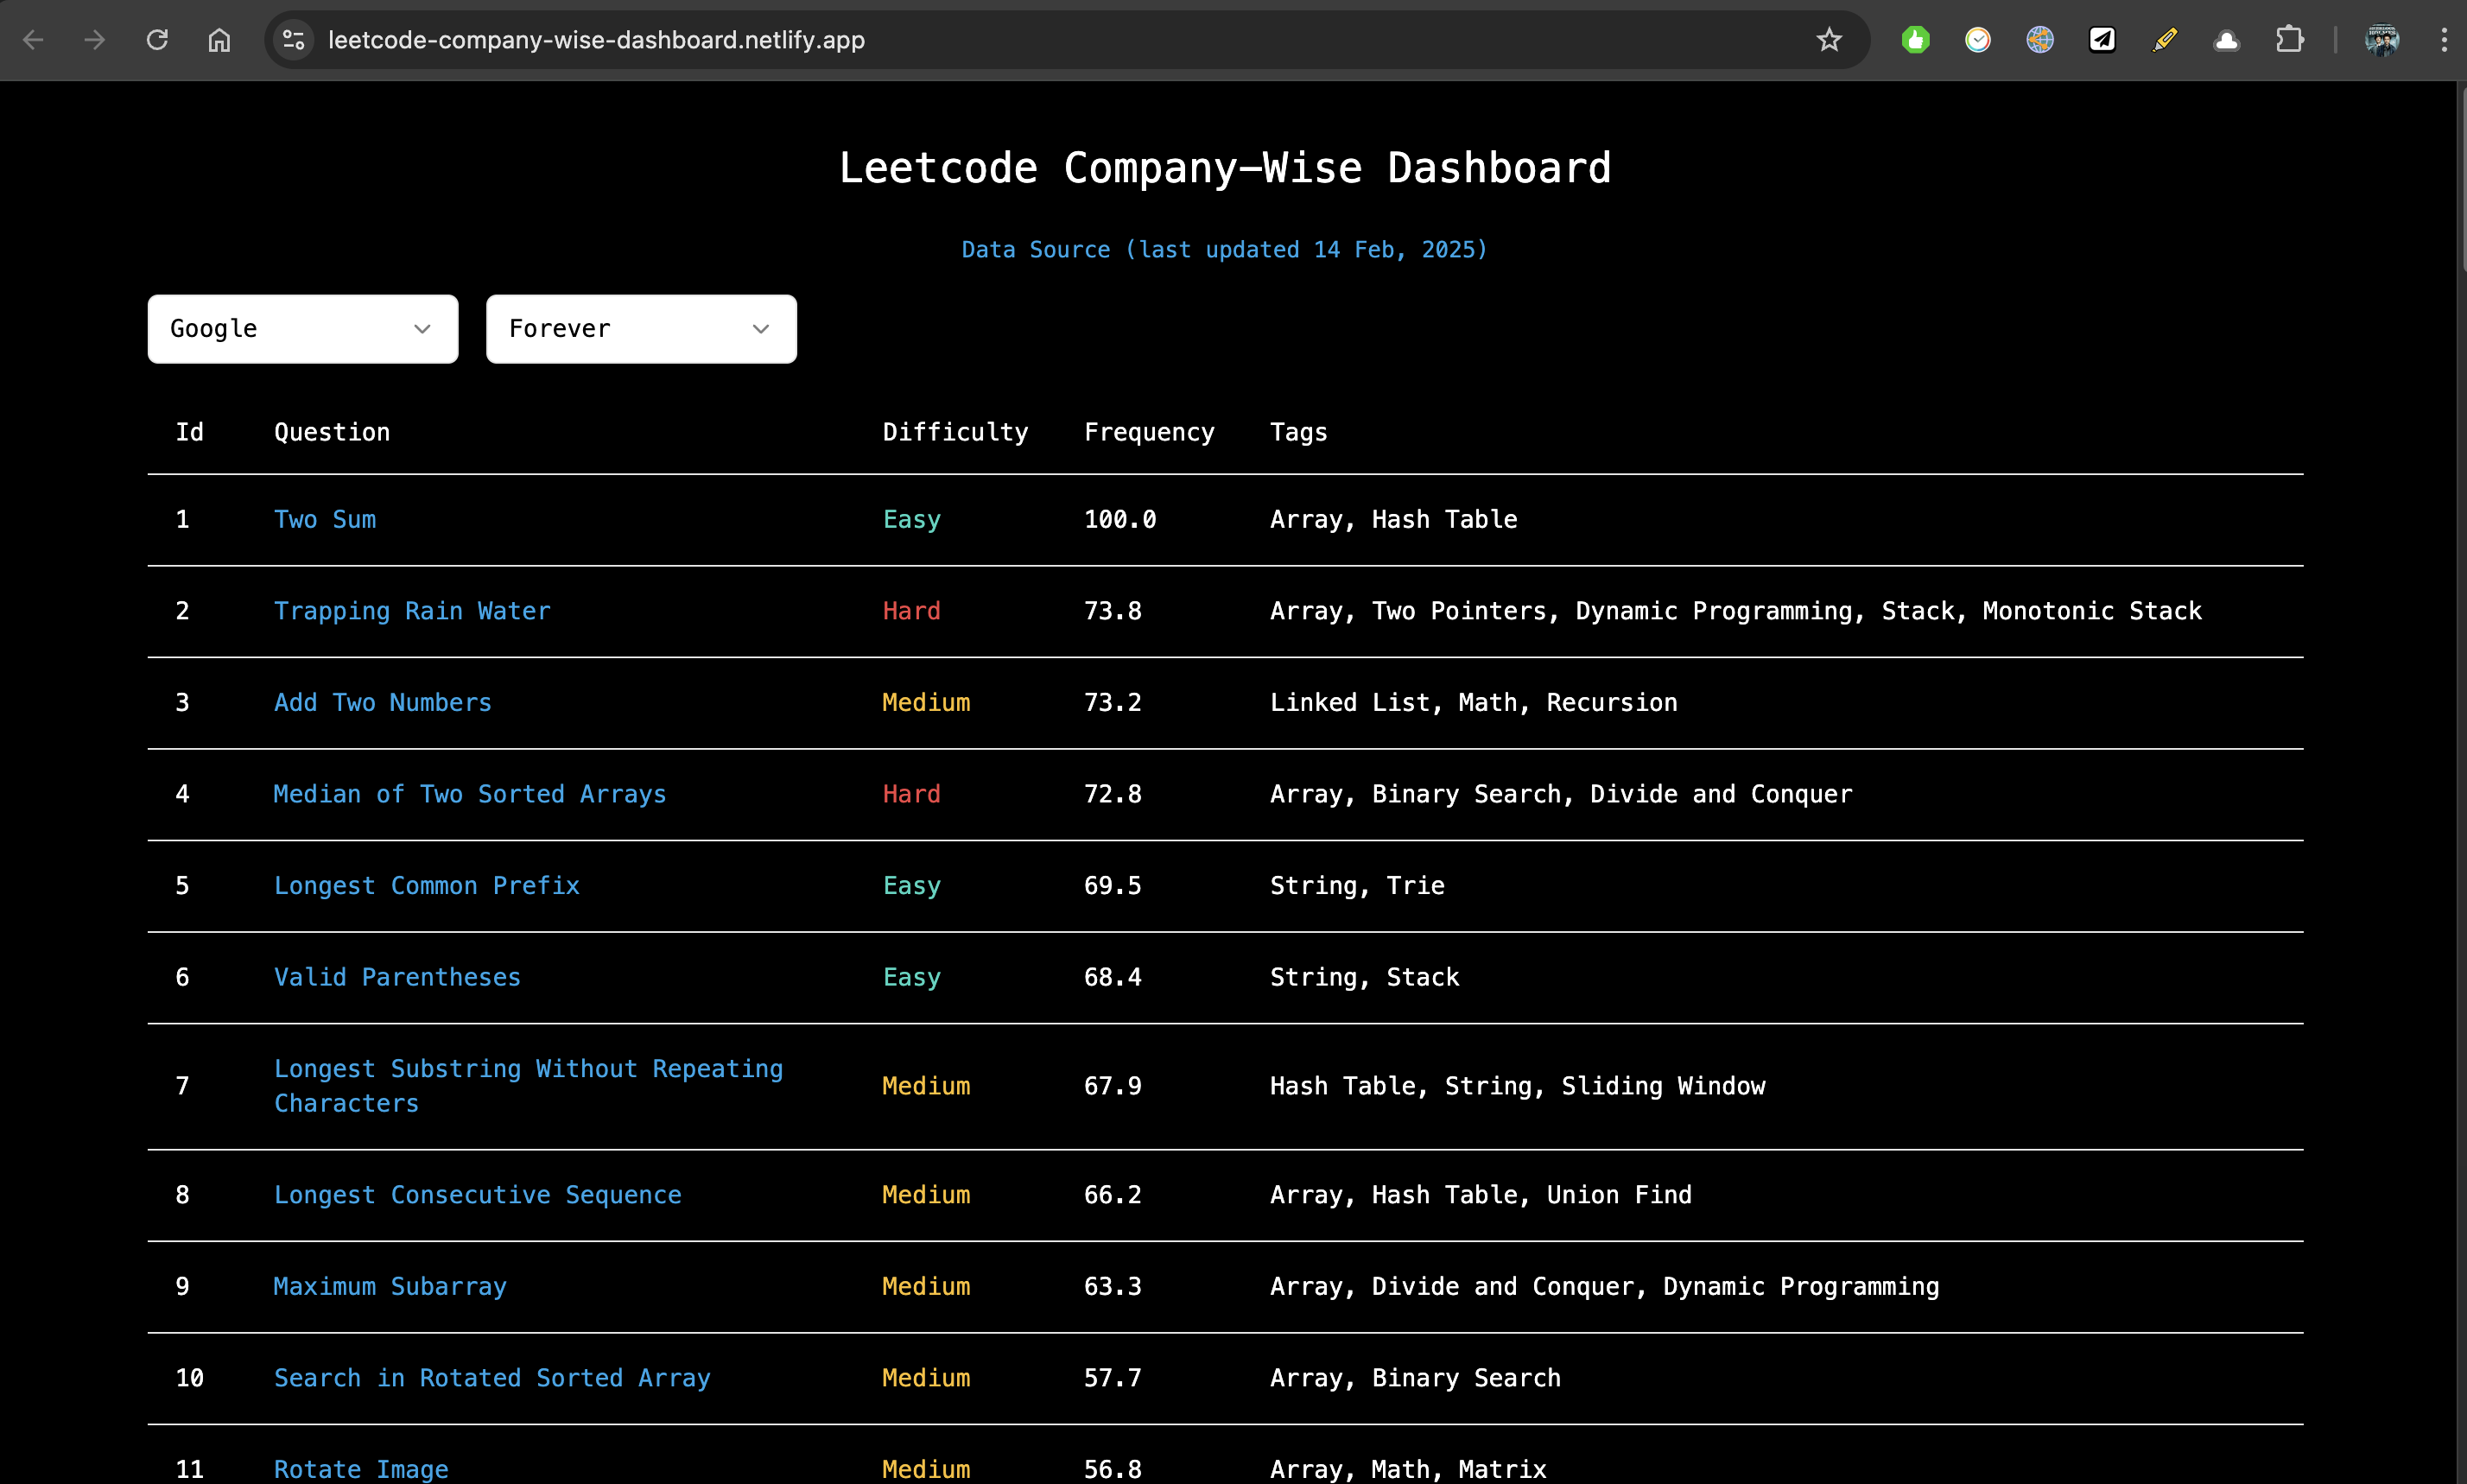 leetcode-company-wise-dashboard.netlify.app
Leetcode Company-Wise Dashboard
Data Source (last updated 14 Feb, 2025)
Google Forever
Id Question Difficulty Frequency Tags
1 Two Sum Easy 100.0 Array, Hash Table
2 Trapping Rain Water Hard 73.8 Array, Two Pointers, Dynamic Programming, Stack, Monotonic Stack
3 Add Two Numbers Medium 73.2 Linked List, Math, Recursion
4 Median of Two Sorted Arrays Hard 72.8 Array, Binary Search, Divide and Conquer
5 Longest Common Prefix Easy 69.5 String, Trie
6 Valid Parentheses Easy 68.4 String, Stack
7 Longest Substring Without Repeating
Characters Medium 67.9 Hash Table, String, Sliding Window
8 Longest Consecutive Sequence Medium 66.2 Array, Hash Table, Union Find
9 Maximum Subarray Medium 63.3 Array, Divide and Conquer, Dynamic Programming
10 Search in Rotated Sorted Array Medium 57.7 Array, Binary Search
11 Rotate Image Medium 56.8 Array, Math, Matrix